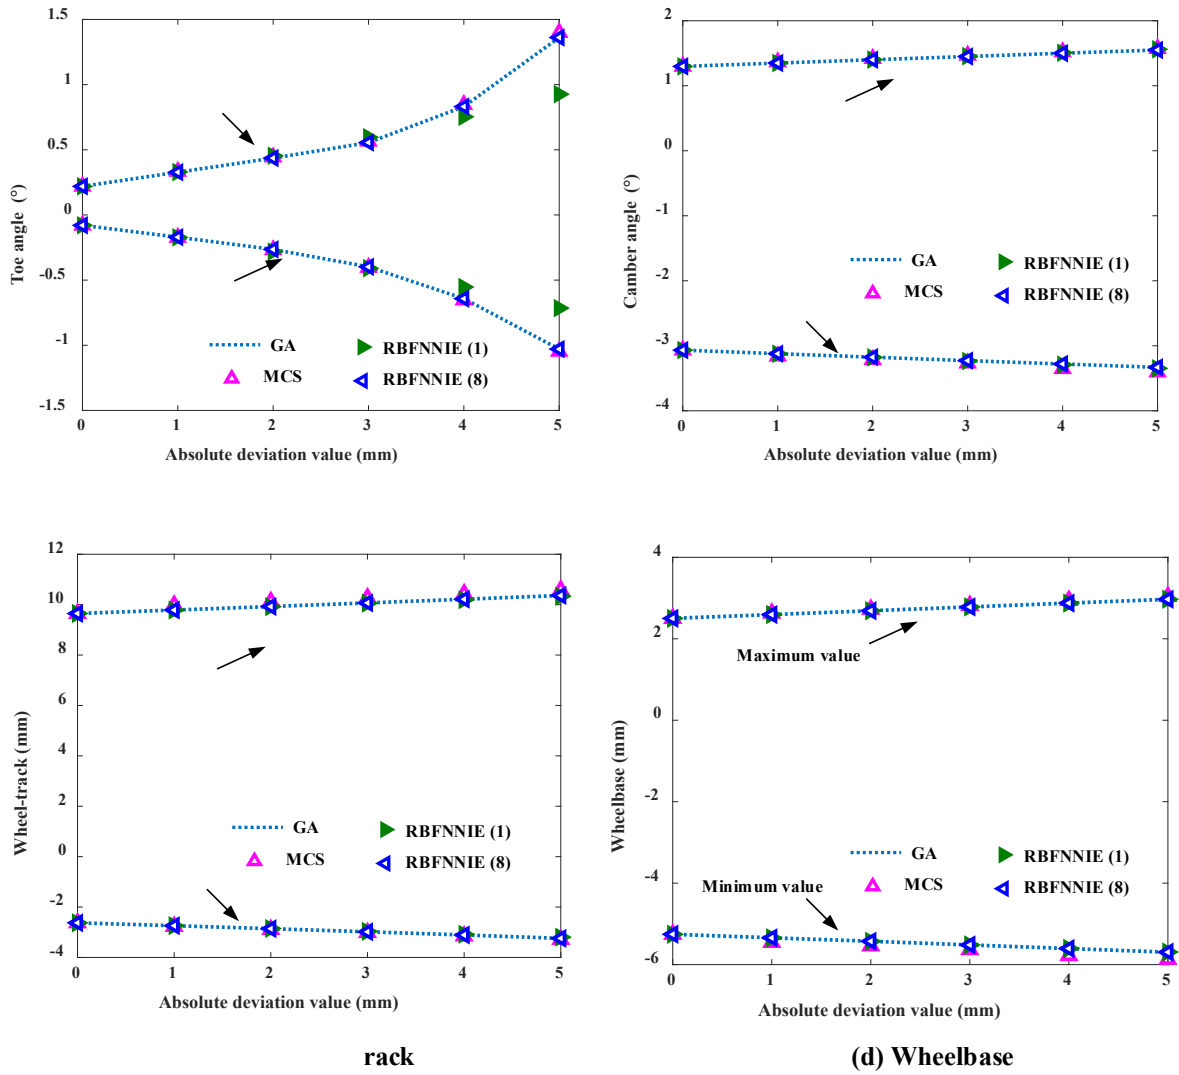 1.5
1
0.5
0
-0.5
-1
-1.5
Toe angle (°)
GA
MCS
RBFNNIE (1)
RBFNNIE (8)
0 1 2 3 4 5
Absolute deviation value (mm)
2
1
0
-1
-2
-3
-4
Camber angle (°)
GA
MCS
RBFNNIE (1)
RBFNNIE (8)
0 1 2 3 4 5
Absolute deviation value (mm)
12
10
8
6
4
2
0
-2
-4
Wheel-track (mm)
GA
MCS
RBFNNIE (1)
RBFNNIE (8)
0 1 2 3 4 5
Absolute deviation value (mm)
rack
4
2
0
-2
-4
-6
Wheelbase (mm)
Maximum value
GA
MCS
RBFNNIE (1)
RBFNNIE (8)
Minimum value
0 1 2 3 4 5
Absolute deviation value (mm)
(d) Wheelbase